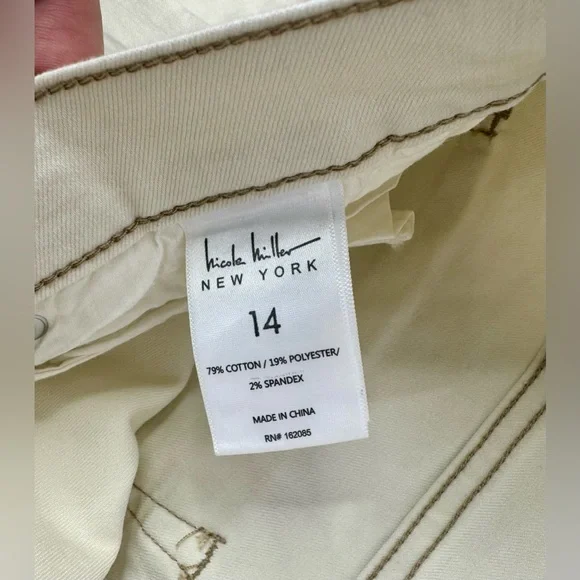 Nicole Miller
NEW YORK
14
79% COTTON / 19% POLYESTER/
2% SPANDEX
MADE IN CHINA
RN# 162085